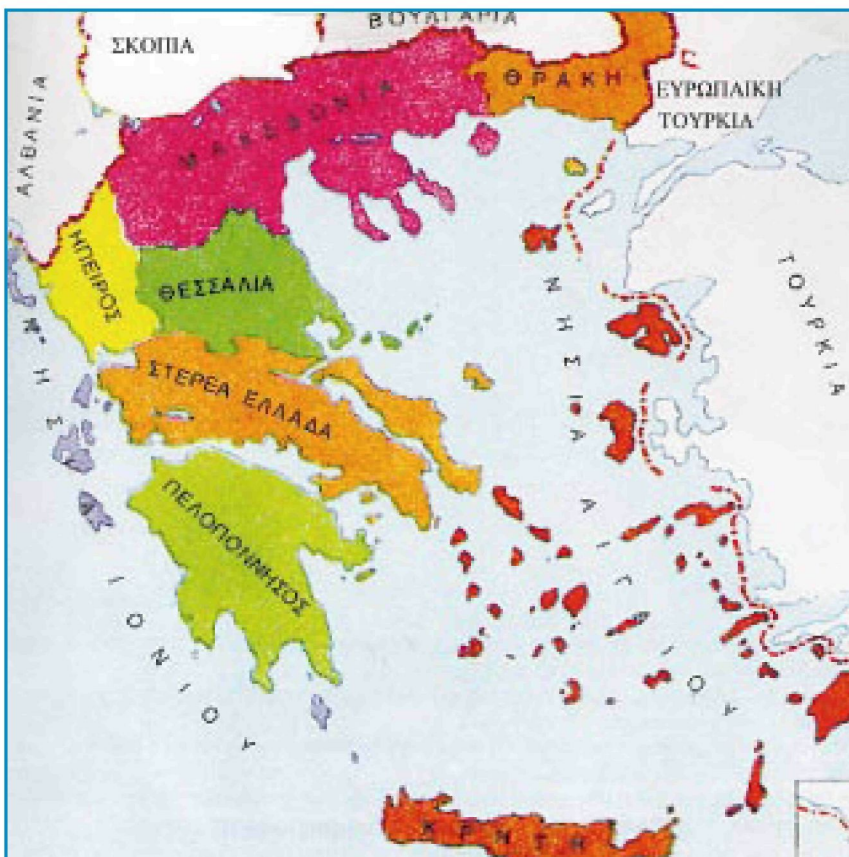 ΒΟΥΛΓΑΡΙΑ
ΣΚΟΠΙΑ
ΘΡΑΚΗ
ΕΥΡΩΠΑΙΚΗ
ΤΟΥΡΚΙΑ
ΑΛΒΑΝΙΑ
ΜΑΚΕΔΟΝΙΑ
ΗΠΕΙΡΟΣ
ΘΕΣΣΑΛΙΑ
ΤΟΥΡΚΙΑ
ΣΤΕΡΕΑ ΕΛΛΑΔΑ
ΠΕΛΟΠΟΝΝΗΣΟΣ
ΝΗΣΙΑ ΑΙΓΑΙΟΥ
ΙΟΝΙΟΥ
ΚΡΗΤΗ